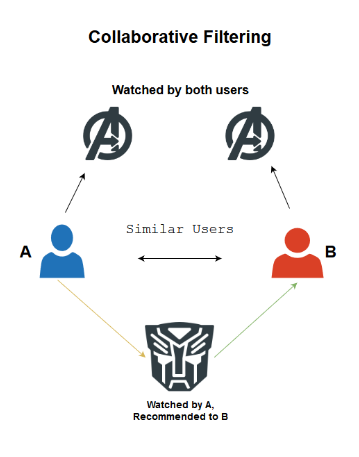 Collaborative Filtering
Watched by both users
Similar Users
A
B
Watched by A,
Recommended to B